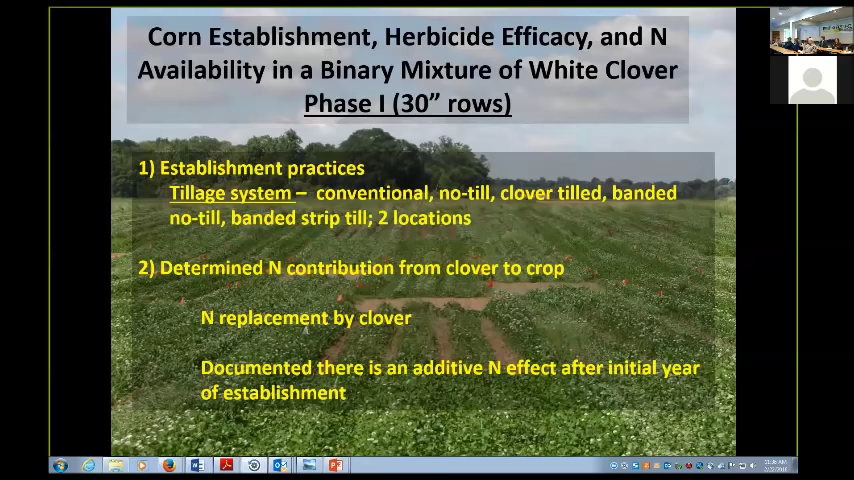 Corn Establishment, Herbicide Efficacy, and N
Availability in a Binary Mixture of White Clover
Phase I (30” rows)
1) Establishment practices
Tillage system – conventional, no-till, clover tilled, banded
no-till, banded strip till; 2 locations
2) Determined N contribution from clover to crop
N replacement by clover
Documented there is an additive N effect after initial year
of establishment